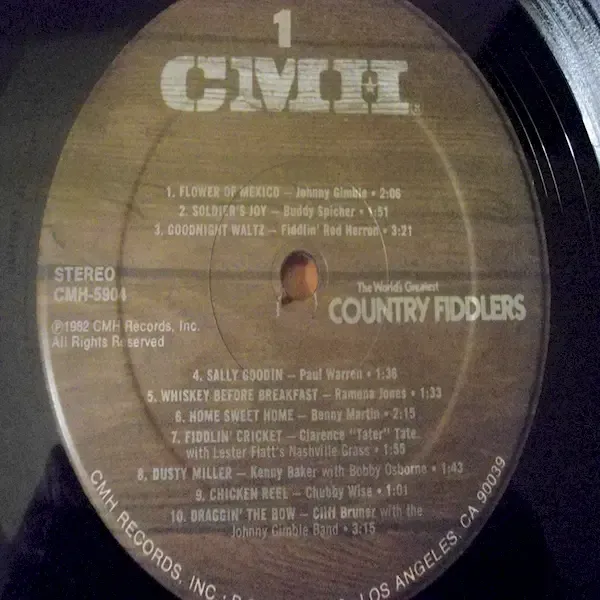 1
CMH
1. FLOWER OF MEXICO — Johnny Gimble • 2:06
2. SOLDIER'S JOY — Buddy Spicher • 1:51
3. GOODNIGHT WALTZ — Fiddlin' Red Herron • 3:21
STEREO
CMH-5904
The World's Greatest
COUNTRY FIDDLERS
Ⓟ1982 CMH Records, Inc.
All Rights Reserved
4. SALLY GOODIN — Paul Warren • 1:36
5. WHISKEY BEFORE BREAKFAST — Ramona Jones • 1:33
6. HOME SWEET HOME — Benny Martin • 2:15
7. FIDDLIN' CRICKET — Clarence "Tater" Tate
with Lester Flatt's Nashville Grass • 1:55
8. DUSTY MILLER — Kenny Baker with Bobby Osborne • 1:43
9. CHICKEN REEL — Chubby Wise • 1:01
10. DRAGGIN' THE BOW — Cliff Bruner with the
Johnny Gimble Band • 3:15
CMH RECORDS, INC. LOS ANGELES, CA 90039